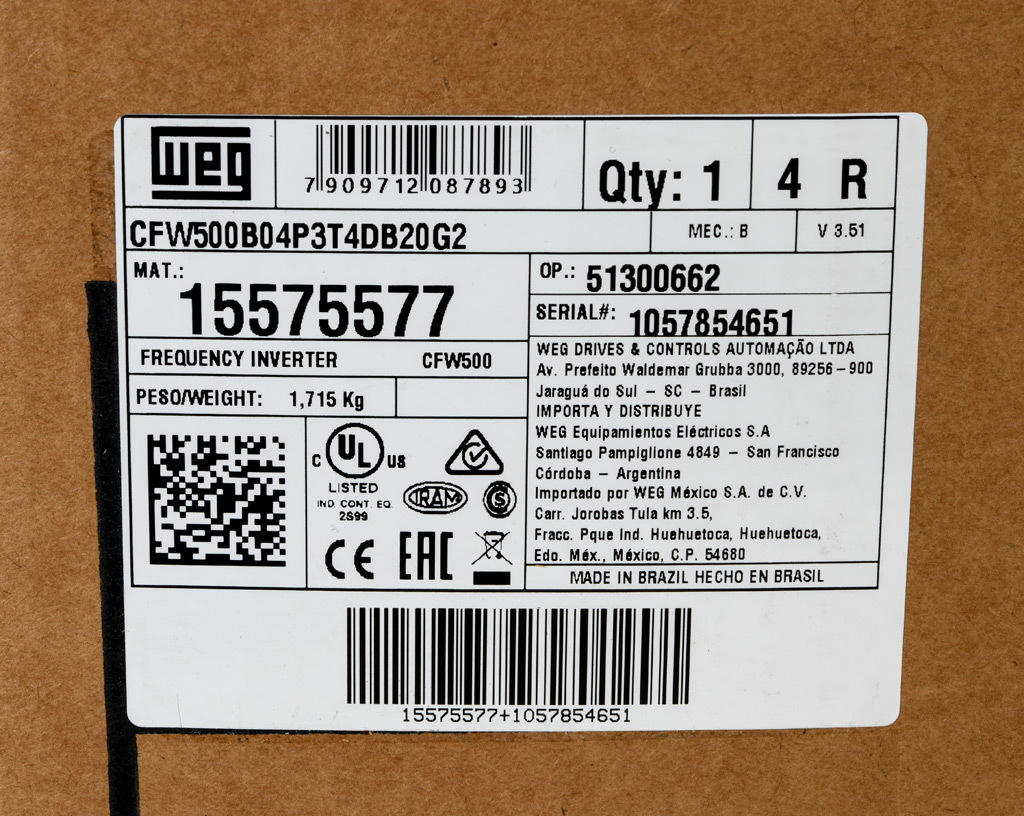 weg
7 909712 087893
Qty: 1
4 R
CFW500B04P3T4DB20G2
MEC.: B
V 3.51
MAT.:
15575577
OP.: 51300662
SERIAL#: 1057854651
FREQUENCY INVERTER CFW500
PESO/WEIGHT: 1,715 Kg
WEG DRIVES & CONTROLS AUTOMAÇÃO LTDA
Av. Prefeito Waldemar Grubba 3000, 89256-900
Jaraguá do Sul - SC - Brasil
IMPORTA Y DISTRIBUYE
WEG Equipamientos Eléctricos S.A
Santiago Pampiglione 4849 - San Francisco
Córdoba - Argentina
Importado por WEG México S.A. de C.V.
Carr. Jorobas Tula km 3.5,
Fracc. Pque Ind. Huehuetoca, Huehuetoca,
Edo. Méx., México, C.P. 54680
MADE IN BRAZIL HECHO EN BRASIL
C UL US
LISTED
IND. CONT. EQ.
2S99
IRAM
S
CE EAC
15575577+1057854651